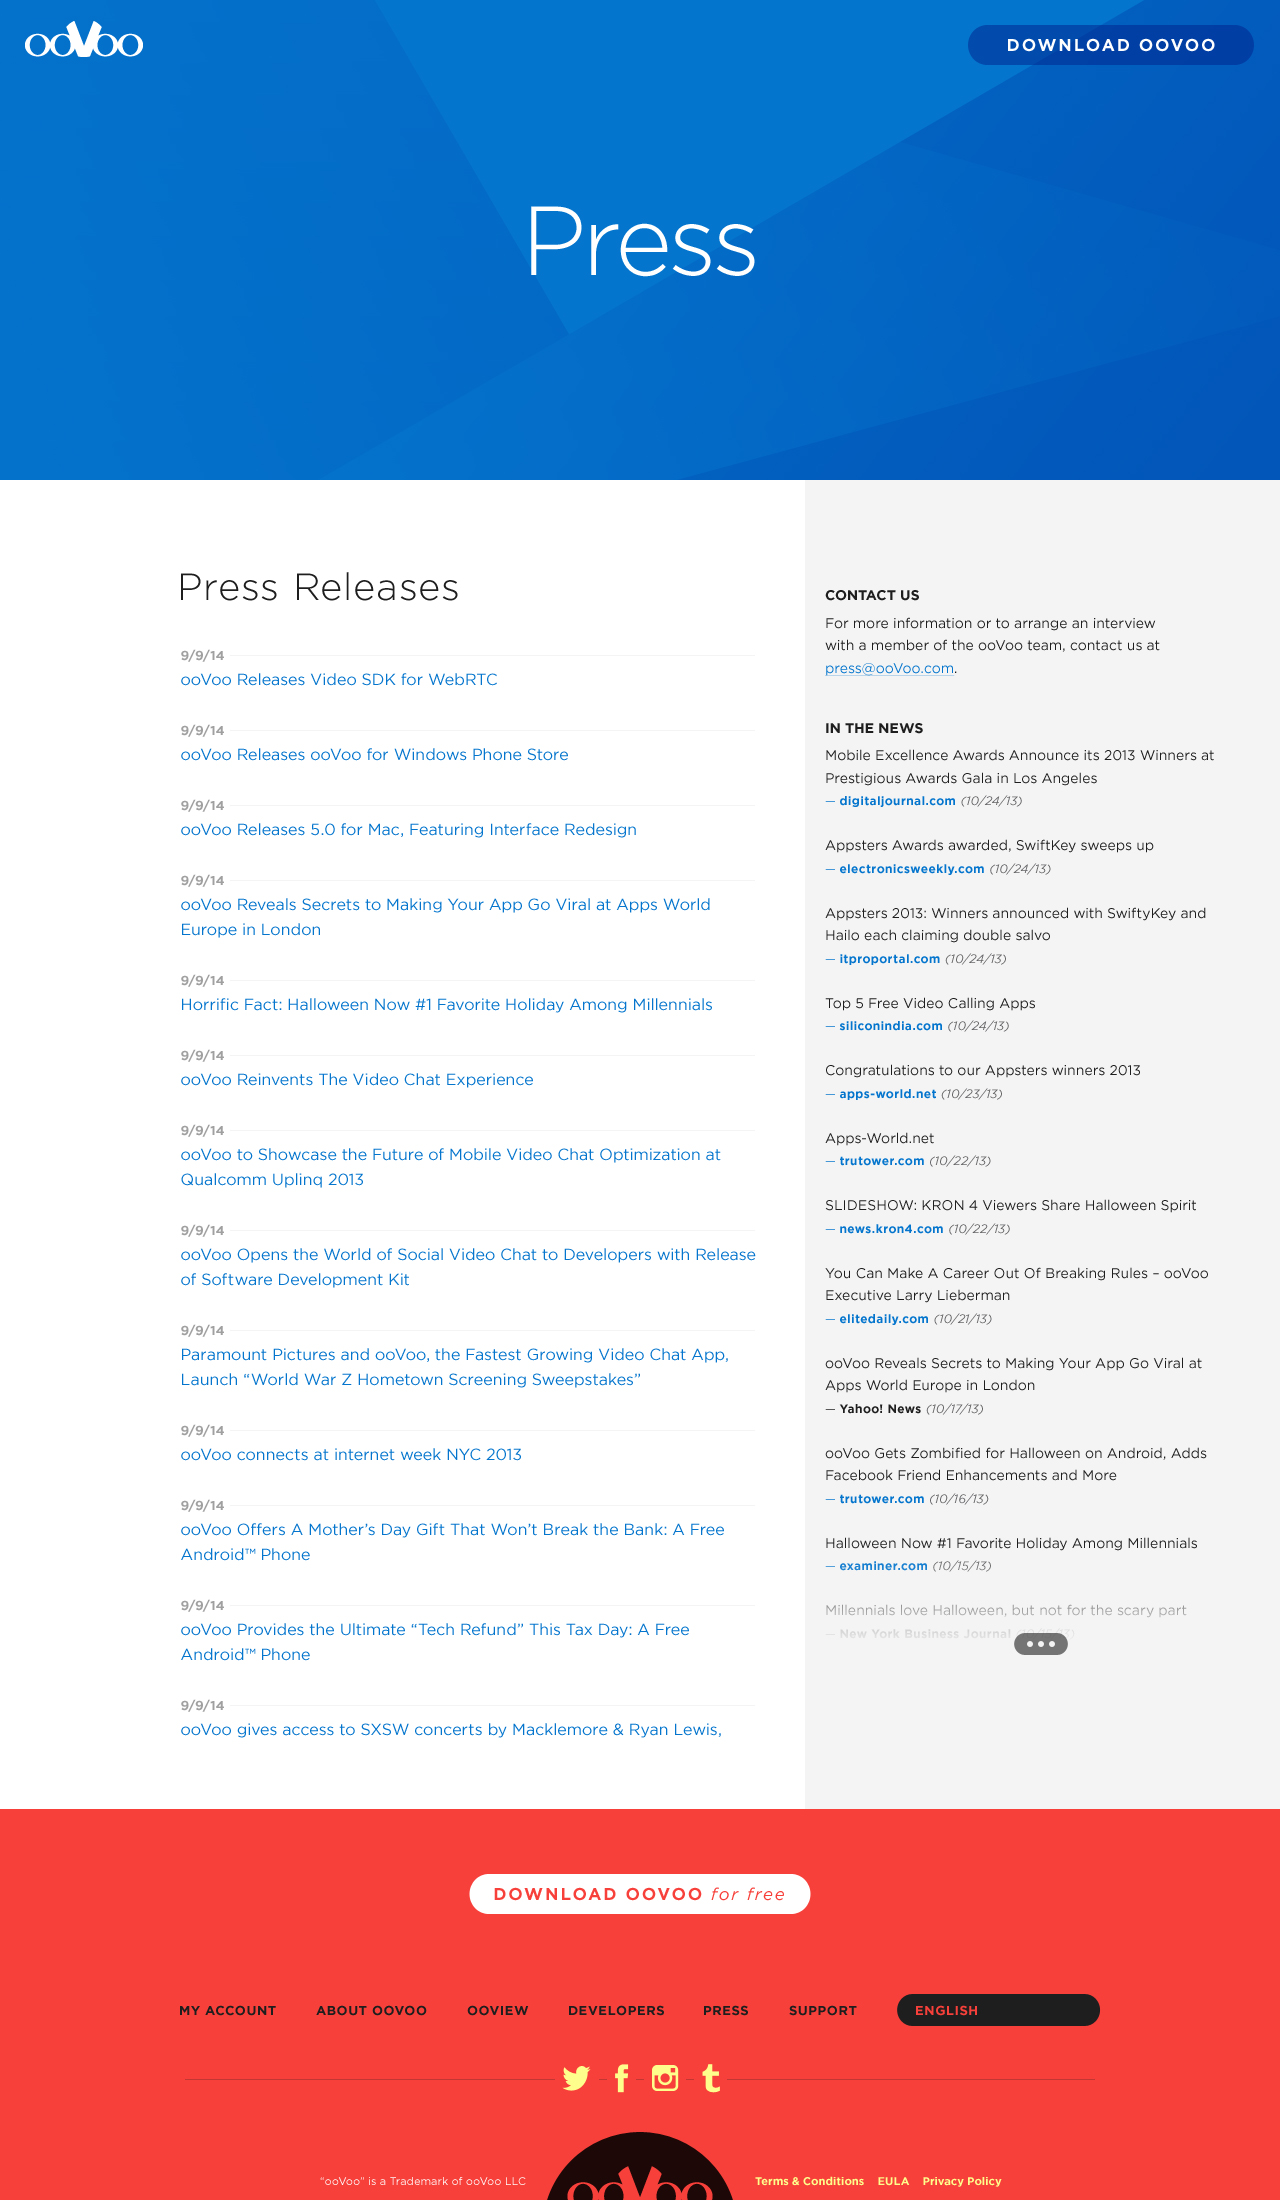 ooVoo
DOWNLOAD OOVOO
Press
Press Releases
9/9/14
ooVoo Releases Video SDK for WebRTC
9/9/14
ooVoo Releases ooVoo for Windows Phone Store
9/9/14
ooVoo Releases 5.0 for Mac, Featuring Interface Redesign
9/9/14
ooVoo Reveals Secrets to Making Your App Go Viral at Apps World
Europe in London
9/9/14
Horrific Fact: Halloween Now #1 Favorite Holiday Among Millennials
9/9/14
ooVoo Reinvents The Video Chat Experience
9/9/14
ooVoo to Showcase the Future of Mobile Video Chat Optimization at
Qualcomm Uplinq 2013
9/9/14
ooVoo Opens the World of Social Video Chat to Developers with Release
of Software Development Kit
9/9/14
Paramount Pictures and ooVoo, the Fastest Growing Video Chat App,
Launch “World War Z Hometown Screening Sweepstakes”
9/9/14
ooVoo connects at internet week NYC 2013
9/9/14
ooVoo Offers A Mother’s Day Gift That Won’t Break the Bank: A Free
Android™ Phone
9/9/14
ooVoo Provides the Ultimate “Tech Refund” This Tax Day: A Free
Android™ Phone
9/9/14
ooVoo gives access to SXSW concerts by Macklemore & Ryan Lewis,
CONTACT US
For more information or to arrange an interview
with a member of the ooVoo team, contact us at
press@ooVoo.com.
IN THE NEWS
Mobile Excellence Awards Announce its 2013 Winners at
Prestigious Awards Gala in Los Angeles
— digitaljournal.com (10/24/13)
Appsters Awards awarded, SwiftKey sweeps up
— electronicsweekly.com (10/24/13)
Appsters 2013: Winners announced with SwiftyKey and
Hailo each claiming double salvo
— itproportal.com (10/24/13)
Top 5 Free Video Calling Apps
— siliconindia.com (10/24/13)
Congratulations to our Appsters winners 2013
— apps-world.net (10/23/13)
Apps-World.net
— trutower.com (10/22/13)
SLIDESHOW: KRON 4 Viewers Share Halloween Spirit
— news.kron4.com (10/22/13)
You Can Make A Career Out Of Breaking Rules – ooVoo
Executive Larry Lieberman
— elitedaily.com (10/21/13)
ooVoo Reveals Secrets to Making Your App Go Viral at
Apps World Europe in London
— Yahoo! News (10/17/13)
ooVoo Gets Zombified for Halloween on Android, Adds
Facebook Friend Enhancements and More
— trutower.com (10/16/13)
Halloween Now #1 Favorite Holiday Among Millennials
— examiner.com (10/15/13)
Millennials love Halloween, but not for the scary part
— New York Business Journal
DOWNLOAD OOVOO for free
MY ACCOUNT ABOUT OOVOO OOVIEW DEVELOPERS PRESS SUPPORT ENGLISH
“ooVoo” is a Trademark of ooVoo LLC
ooVoo
Terms & Conditions EULA Privacy Policy